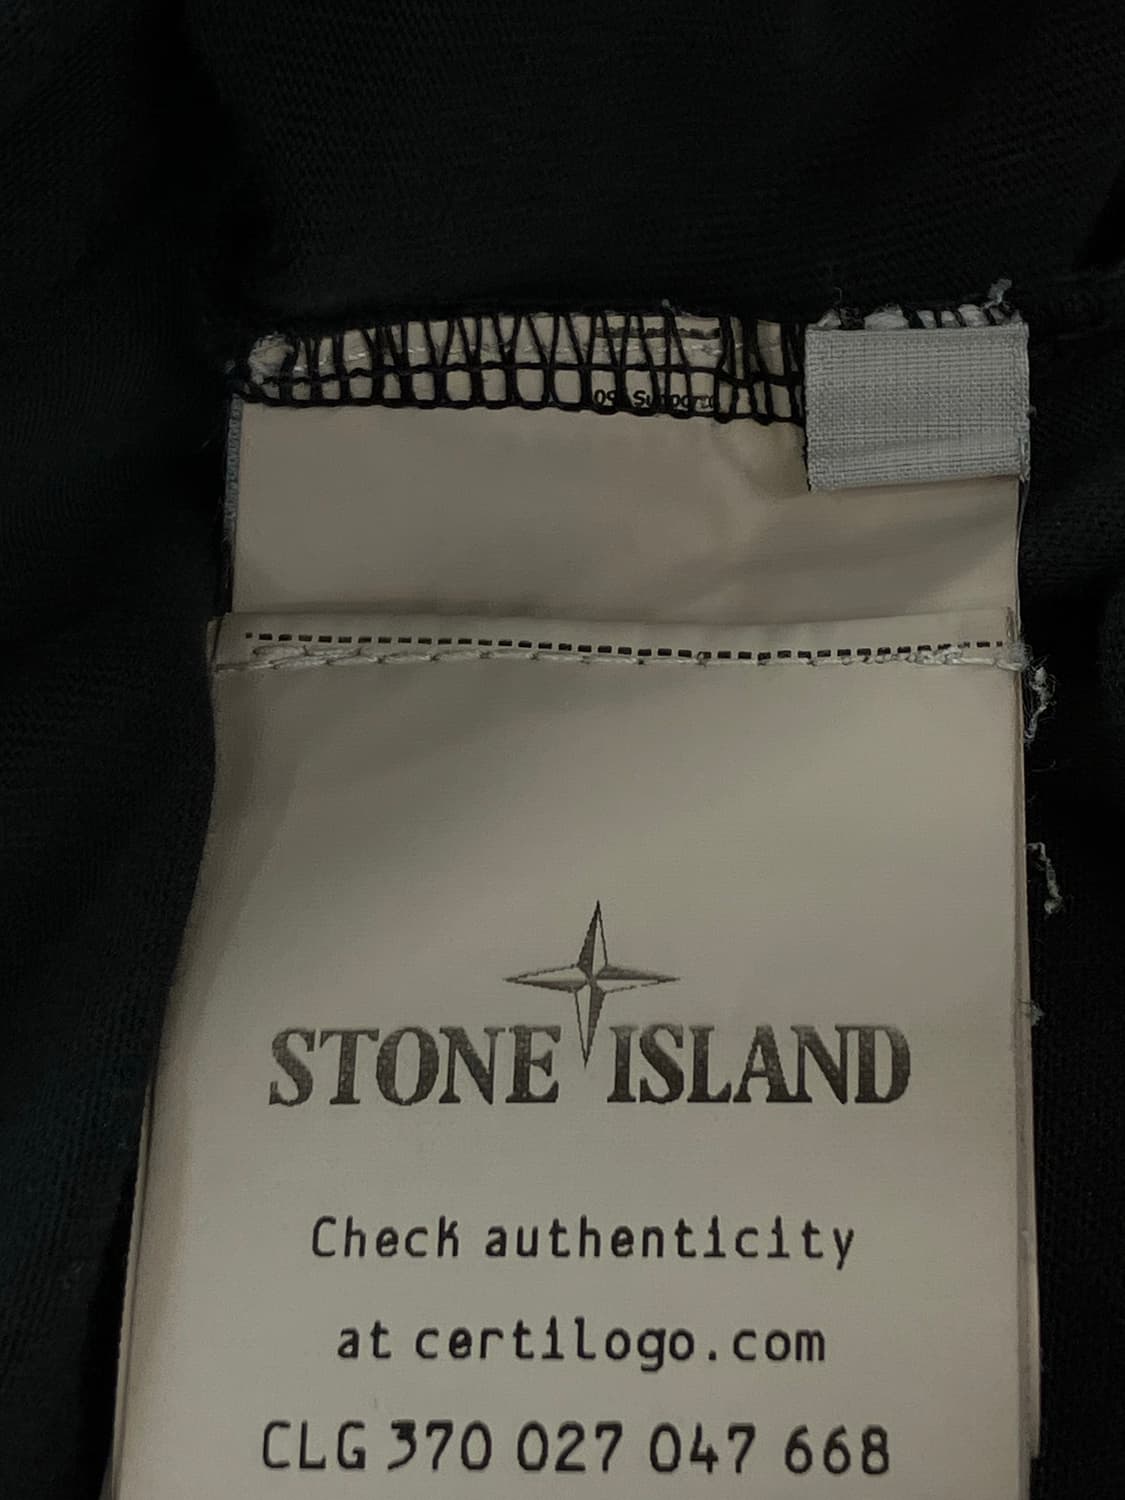 STONE ISLAND
Check authenticity
at certilogo.com
CLG 370 027 047 668